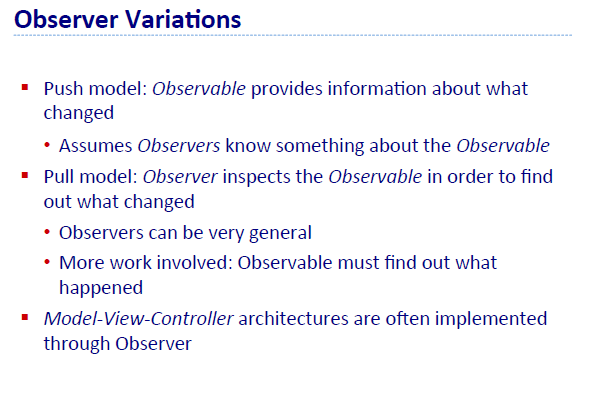 Observer Variations
▪ Push model: Observable provides information about what
changed
• Assumes Observers know something about the Observable
▪ Pull model: Observer inspects the Observable in order to find
out what changed
• Observers can be very general
• More work involved: Observable must find out what
happened
▪ Model-View-Controller architectures are often implemented
through Observer